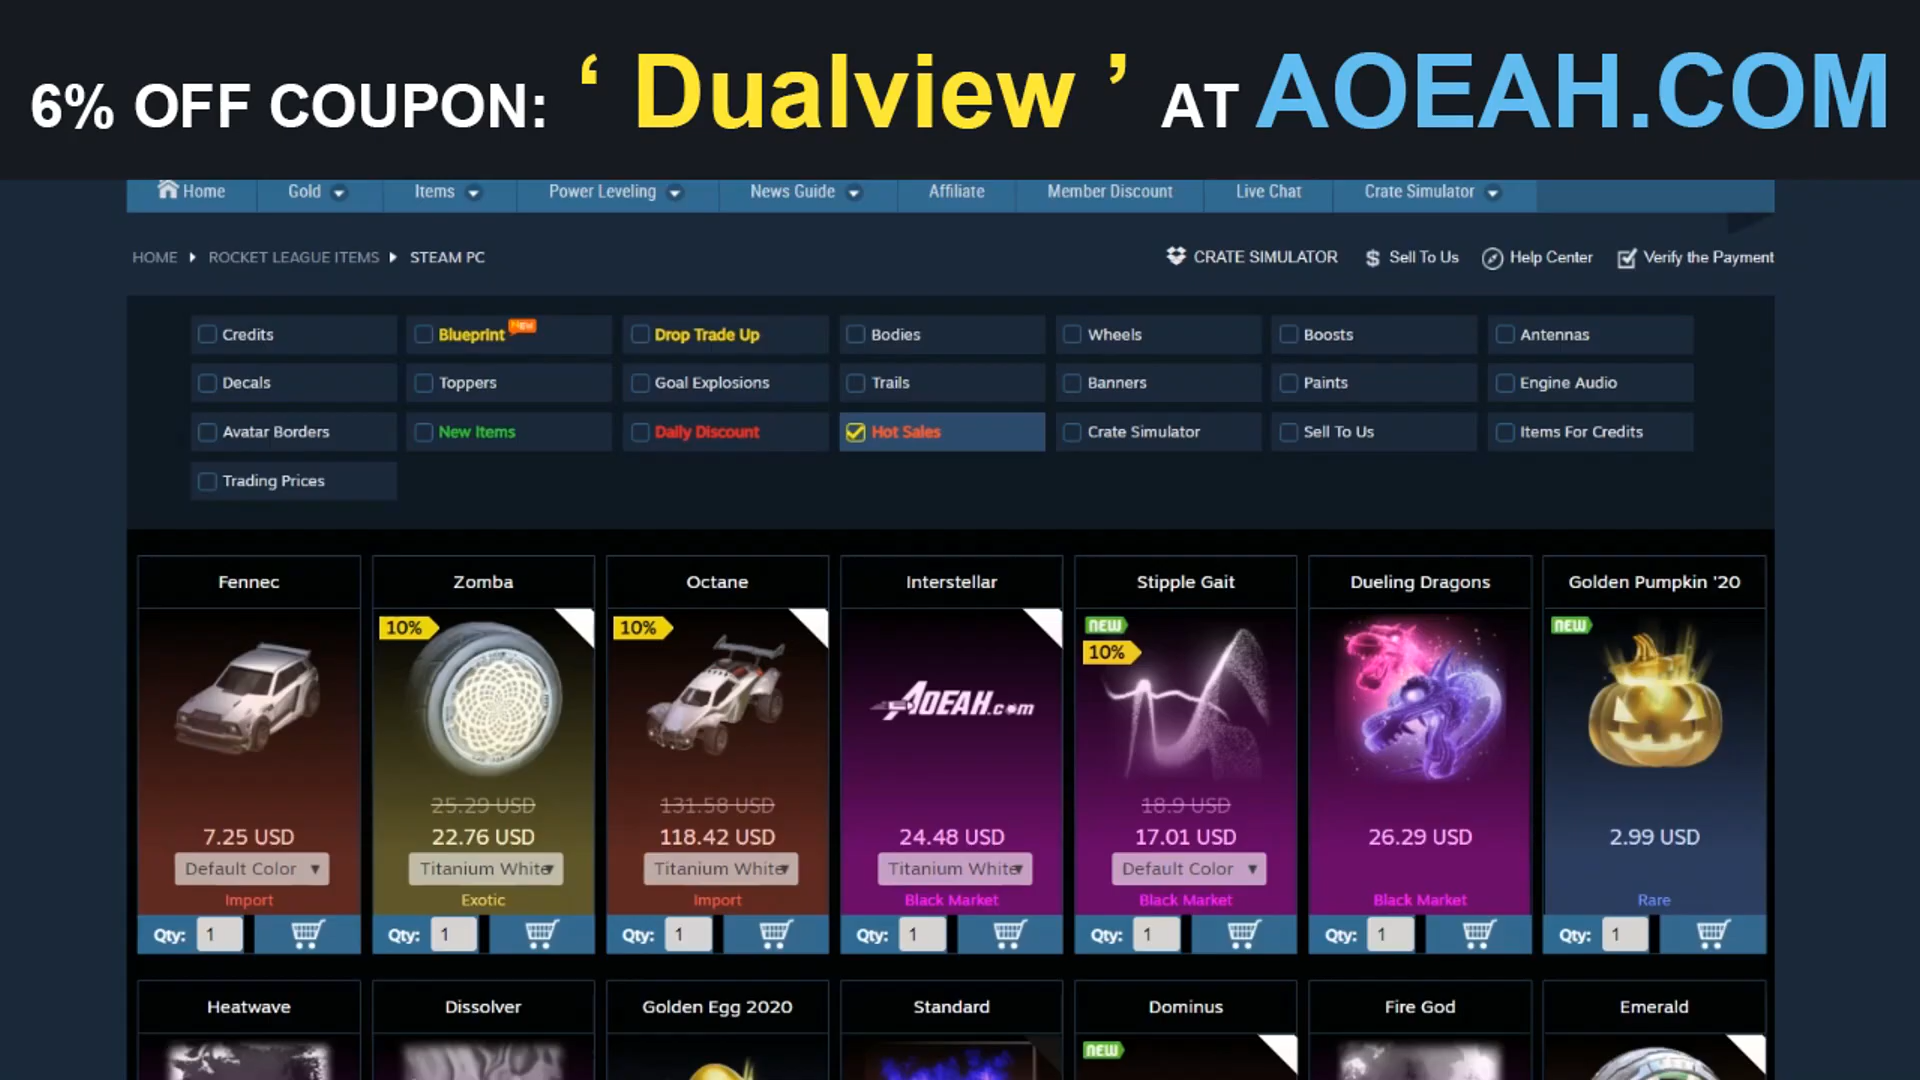 6% OFF COUPON: ‘ Dualview ’ AT AOEAH.COM
Home Gold Items Power Leveling News Guide Affiliate Member Discount Live Chat Crate Simulator
HOME ROCKET LEAGUE ITEMS STEAM PC CRATE SIMULATOR $ Sell To Us Help Center Verify the Payment
Credits Blueprint New Drop Trade Up Bodies Wheels Boosts Antennas
Decals Toppers Goal Explosions Trails Banners Paints Engine Audio
Avatar Borders New Items Daily Discount Hot Sales Crate Simulator Sell To Us Items For Credits
Trading Prices
Fennec Zomba Octane Interstellar Stipple Gait Dueling Dragons Golden Pumpkin '20
10% 10% NEW NEW
10%
AOEAH.com
25.29 USD 131.58 USD 18.9 USD
7.25 USD 22.76 USD 118.42 USD 24.48 USD 17.01 USD 26.29 USD 2.99 USD
Default Color Titanium White Titanium White Titanium White Default Color
Import Exotic Import Black Market Black Market Black Market Rare
Qty: 1 Qty: 1 Qty: 1 Qty: 1 Qty: 1 Qty: 1 Qty: 1
Heatwave Dissolver Golden Egg 2020 Standard Dominus Fire God Emerald
NEW